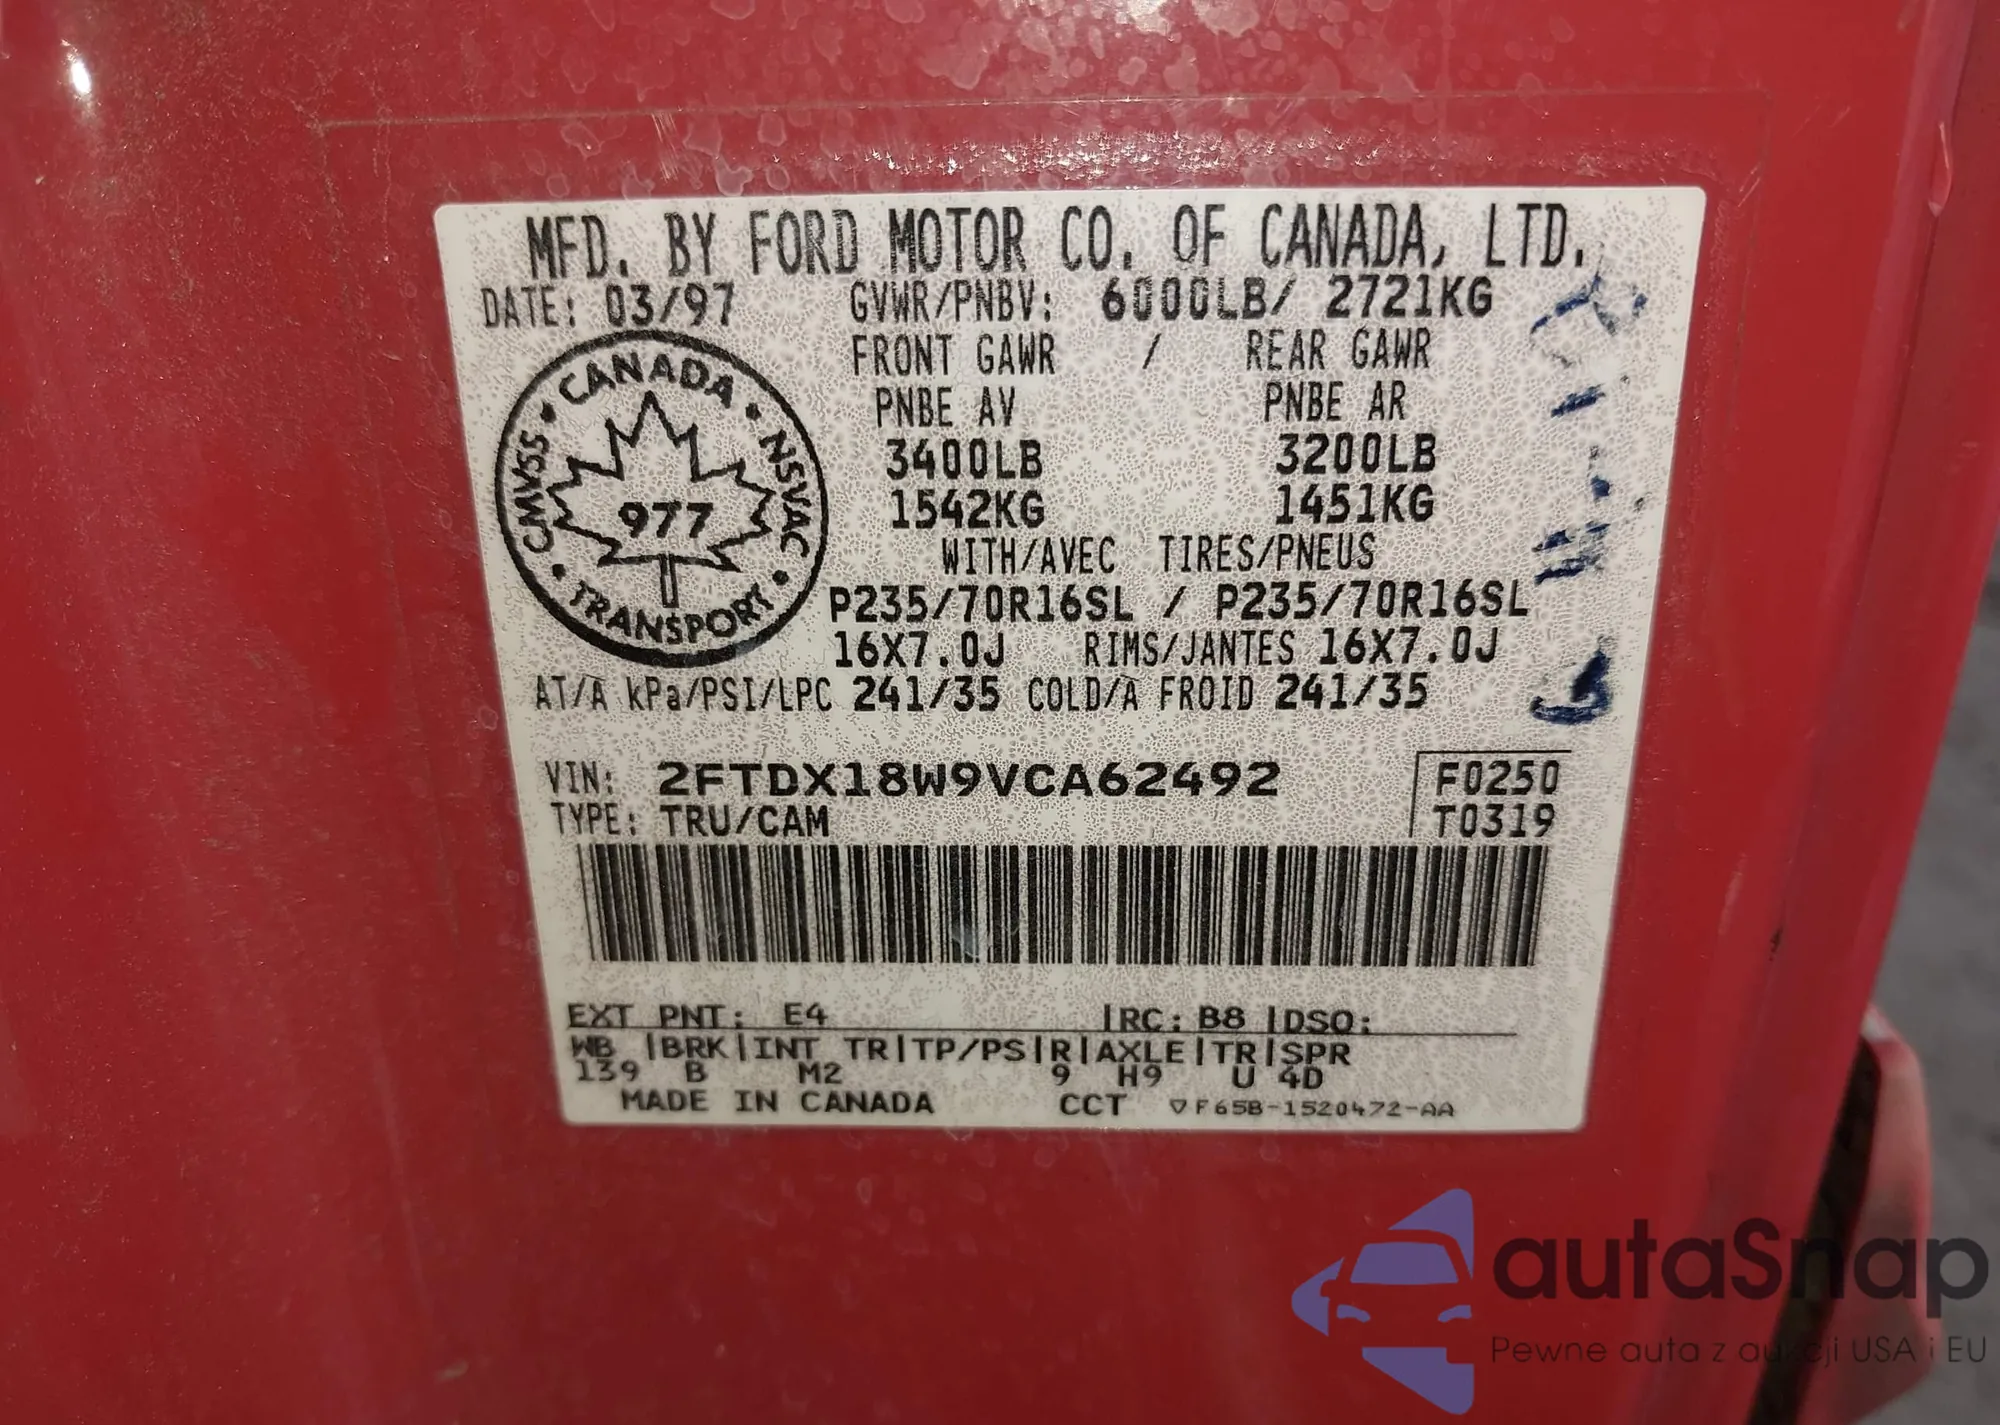 MFD. BY FORD MOTOR CO. OF CANADA, LTD.
DATE: 03/97 GVWR/PNBV: 6000LB/ 2721KG
FRONT GAWR / REAR GAWR
PNBE AV PNBE AR
3400LB 3200LB
1542KG 1451KG
WITH/AVEC TIRES/PNEUS
P235/70R16SL / P235/70R16SL
16X7.0J RIMS/JANTES 16X7.0J
AT/À kPa/PSI/LPC 241/35 COLD/À FROID 241/35
CANADA • NSVAC • TRANSPORT • CMVSS •
977
VIN: 2FTDX18W9VCA62492 F0250
TYPE: TRU/CAM T0319
EXT PNT: E4 |RC: B8 |DSO:
WB |BRK|INT TR|TP/PS|R|AXLE|TR|SPR
139 B M2 9 H9 U 4D
MADE IN CANADA CCT ▽F65B-1520472-AA
autaSnap
Pewne auta z aukcji USA i EU